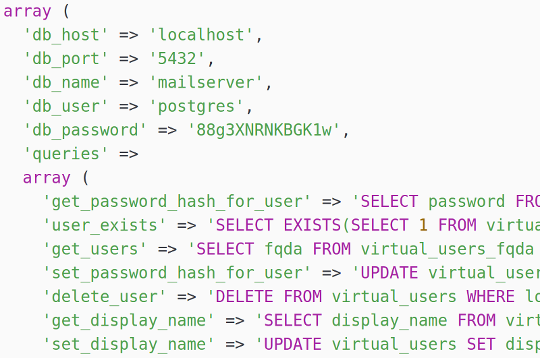 array (
'db_host' => 'localhost',
'db_port' => '5432',
'db_name' => 'mailserver',
'db_user' => 'postgres',
'db_password' => '88g3XNRNKBGK1w',
'queries' =>
array (
'get_password_hash_for_user' => 'SELECT password FRO
'user_exists' => 'SELECT EXISTS(SELECT 1 FROM virtua
'get_users' => 'SELECT fqda FROM virtual_users_fqda
'set_password_hash_for_user' => 'UPDATE virtual_user
'delete_user' => 'DELETE FROM virtual_users WHERE lo
'get_display_name' => 'SELECT display_name FROM virt
'set_display_name' => 'UPDATE virtual_users SET disp